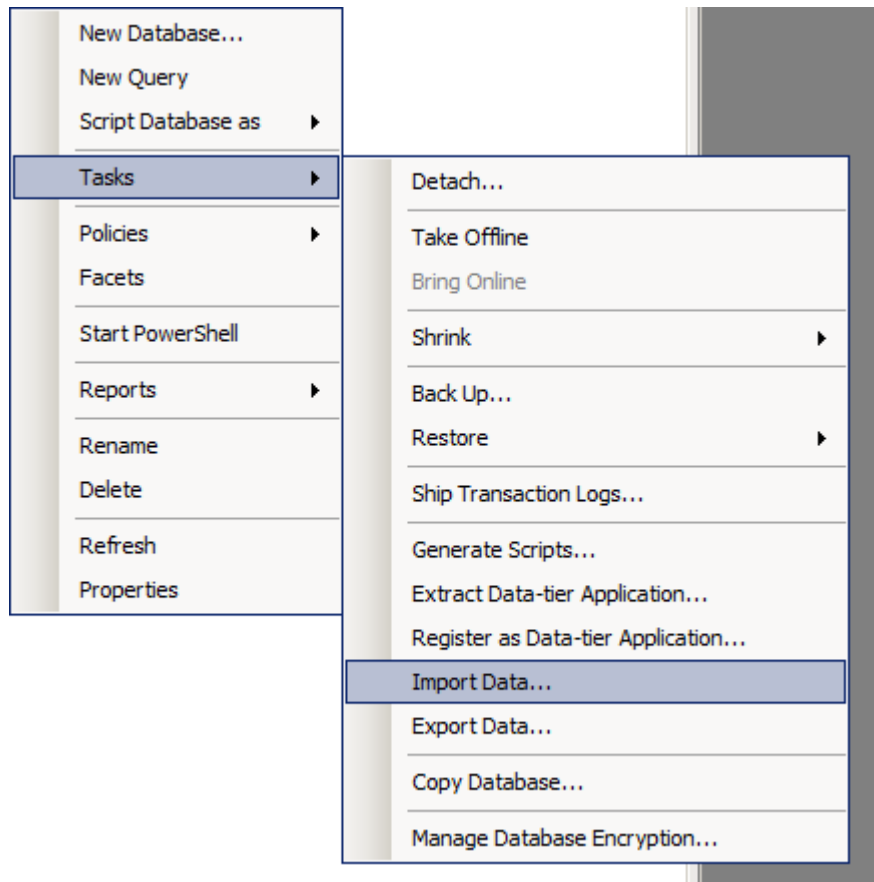 New Database...
New Query
Script Database as
Tasks
Policies
Facets
Start PowerShell
Reports
Rename
Delete
Refresh
Properties
Detach...
Take Offline
Bring Online
Shrink
Back Up...
Restore
Ship Transaction Logs...
Generate Scripts...
Extract Data-tier Application...
Register as Data-tier Application...
Import Data...
Export Data...
Copy Database...
Manage Database Encryption...